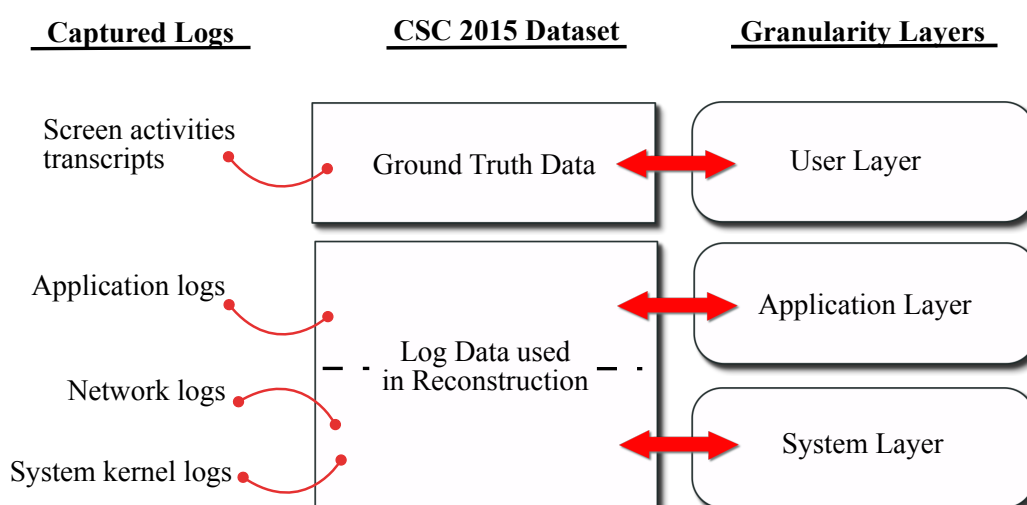 Captured Logs
CSC 2015 Dataset
Granularity Layers
Screen activities
transcripts
Ground Truth Data
User Layer
Application logs
Application Layer
Log Data used
in Reconstruction
Network logs
System Layer
System kernel logs